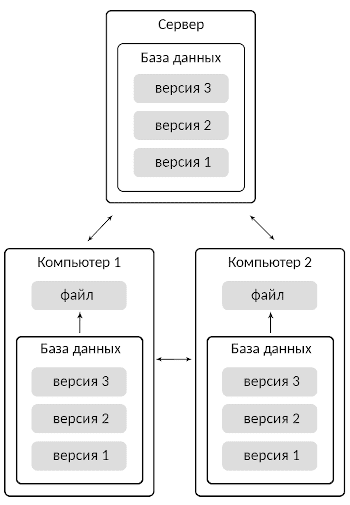 Сервер
База данных
версия 3
версия 2
версия 1
Компьютер 1
файл
База данных
версия 3
версия 2
версия 1
Компьютер 2
файл
База данных
версия 3
версия 2
версия 1